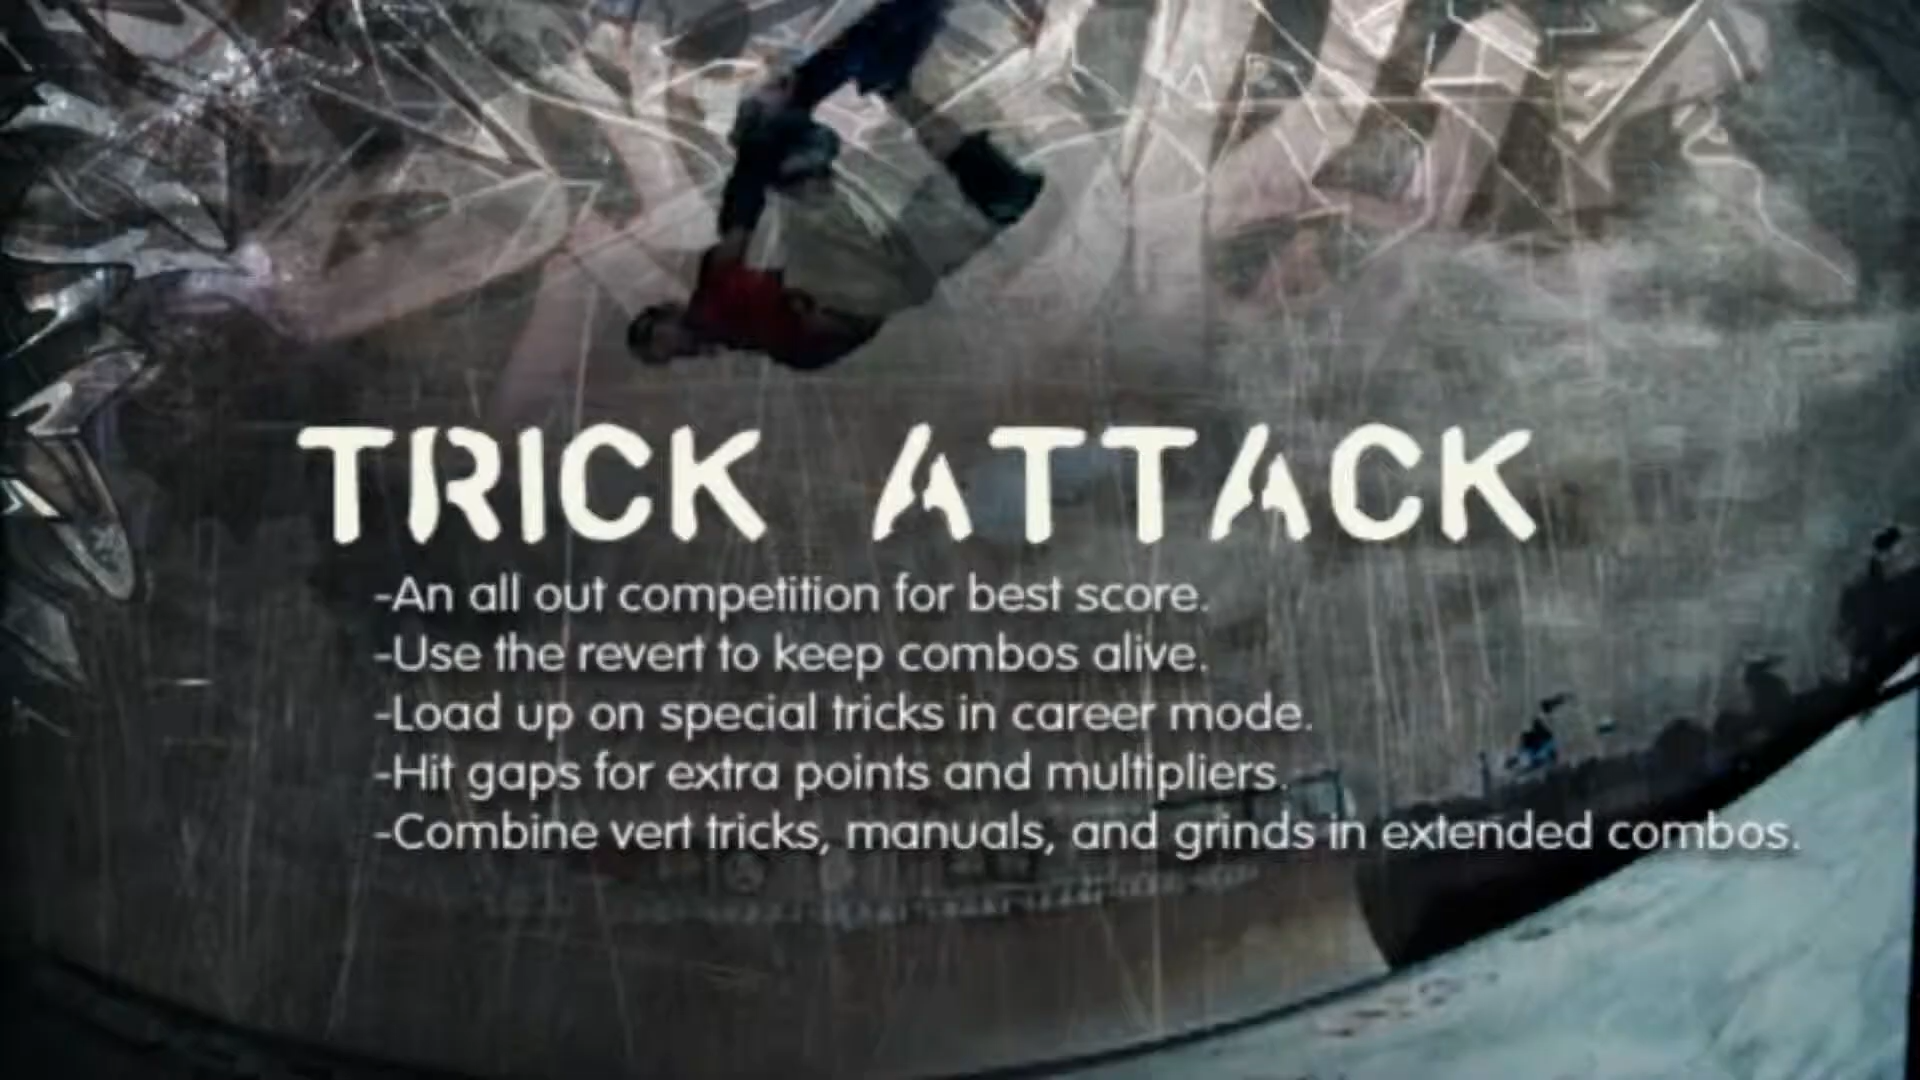 TRICK ATTACK
-An all out competition for best score.
-Use the revert to keep combos alive.
-Load up on special tricks in career mode.
-Hit gaps for extra points and multipliers.
-Combine vert tricks, manuals, and grinds in extended combos.